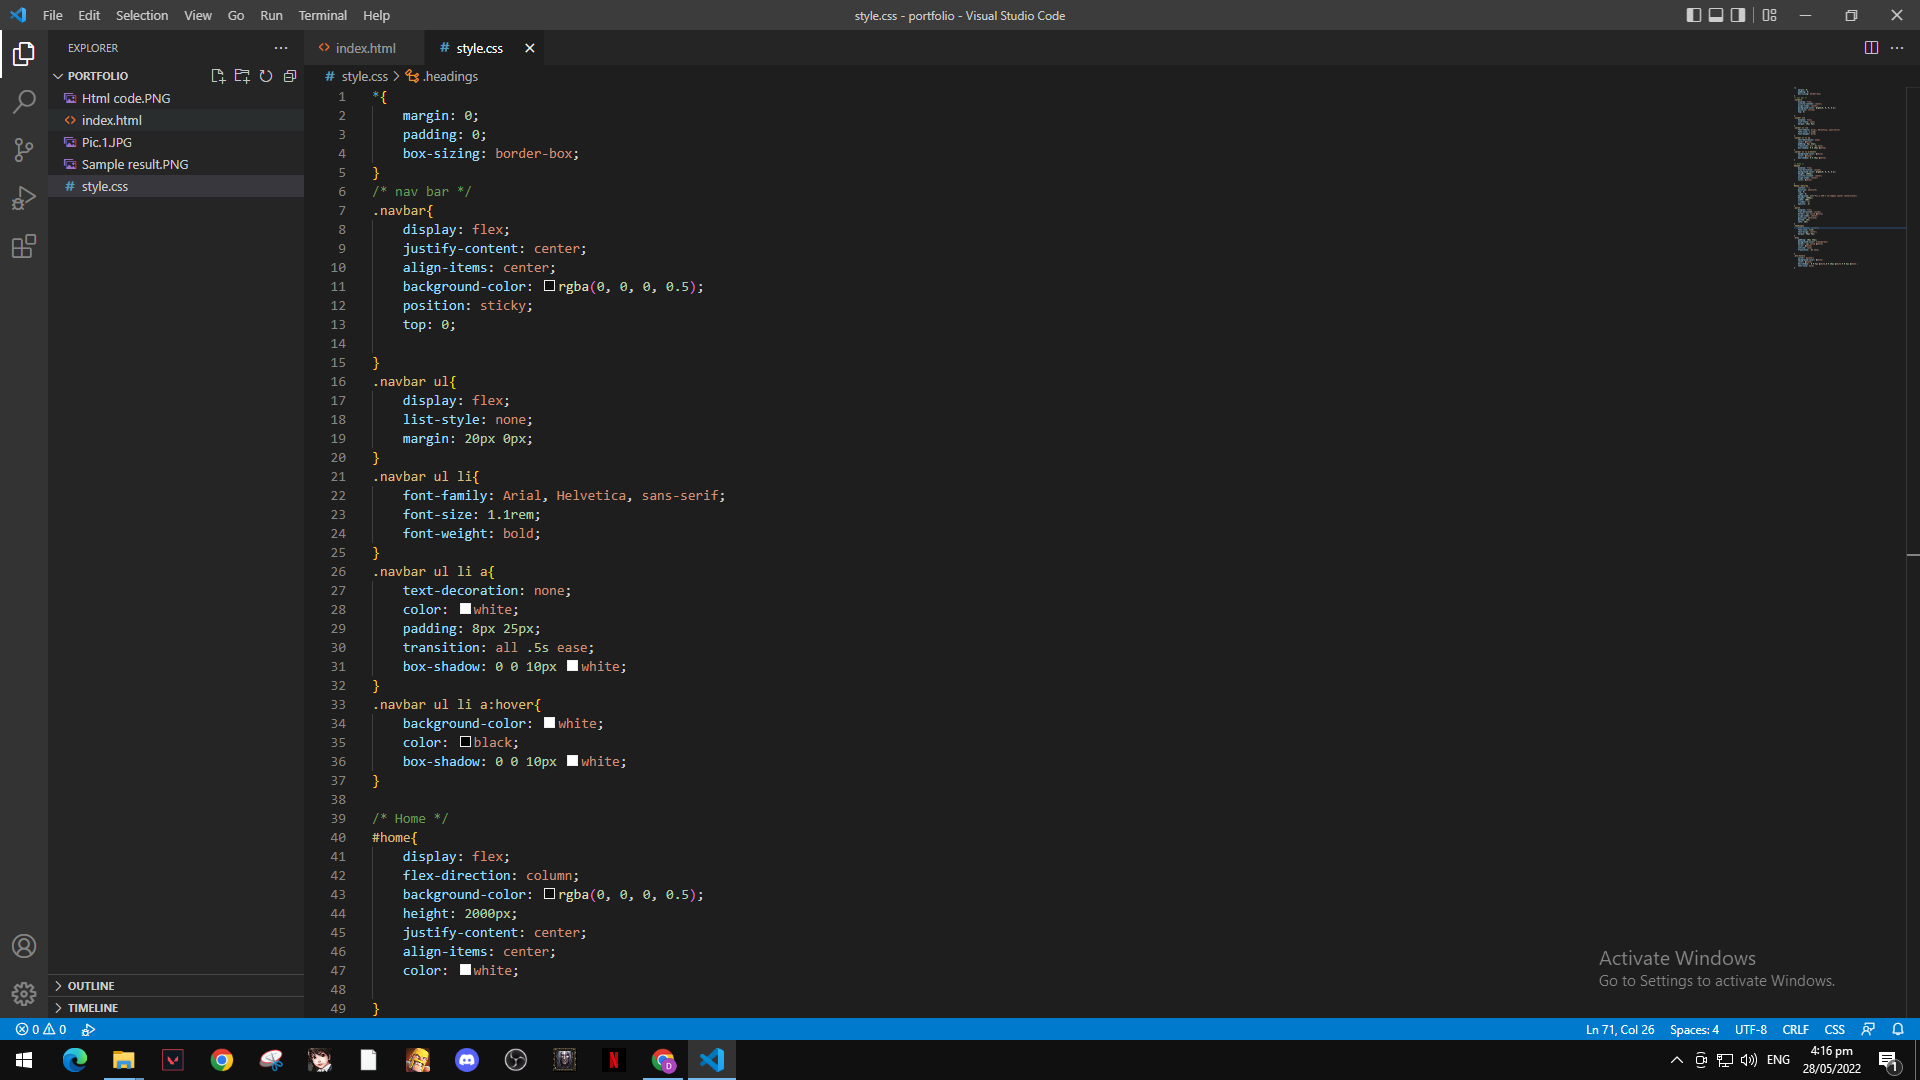 File Edit Selection View Go Run Terminal Help
style.css - portfolio - Visual Studio Code
EXPLORER
PORTFOLIO
Html code.PNG
index.html
Pic.1.JPG
Sample result.PNG
style.css
OUTLINE
TIMELINE
index.html
style.css
style.css > .headings
1 *{
2 margin: 0;
3 padding: 0;
4 box-sizing: border-box;
5 }
6 /* nav bar */
7 .navbar{
8 display: flex;
9 justify-content: center;
10 align-items: center;
11 background-color: rgba(0, 0, 0, 0.5);
12 position: sticky;
13 top: 0;
14
15 }
16 .navbar ul{
17 display: flex;
18 list-style: none;
19 margin: 20px 0px;
20 }
21 .navbar ul li{
22 font-family: Arial, Helvetica, sans-serif;
23 font-size: 1.1rem;
24 font-weight: bold;
25 }
26 .navbar ul li a{
27 text-decoration: none;
28 color: white;
29 padding: 8px 25px;
30 transition: all .5s ease;
31 box-shadow: 0 0 10px white;
32 }
33 .navbar ul li a:hover{
34 background-color: white;
35 color: black;
36 box-shadow: 0 0 10px white;
37 }
38
39 /* Home */
40 #home{
41 display: flex;
42 flex-direction: column;
43 background-color: rgba(0, 0, 0, 0.5);
44 height: 2000px;
45 justify-content: center;
46 align-items: center;
47 color: white;
48
49 }
Activate Windows
Go to Settings to activate Windows.
0 0
Ln 71, Col 26 Spaces: 4 UTF-8 CRLF CSS
ENG
4:16 pm
28/05/2022
1